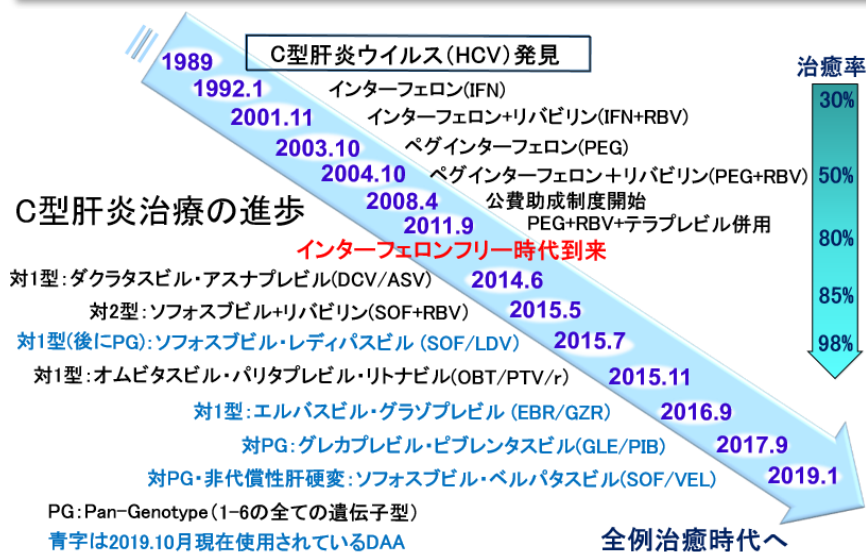 1989 C型肝炎ウイルス(HCV)発見
治癒率
1992.1 インターフェロン(IFN)
30%
2001.11 インターフェロン+リバビリン(IFN+RBV)
2003.10 ペグインターフェロン(PEG)
2004.10 ペグインターフェロン＋リバビリン(PEG+RBV)
50%
2008.4 公費助成制度開始
C型肝炎治療の進歩
2011.9 PEG+RBV+テラプレビル併用
80%
インターフェロンフリー時代到来
対1型：ダクラタスビル・アスナプレビル(DCV/ASV) 2014.6
85%
対2型：ソフォスブビル+リバビリン(SOF+RBV) 2015.5
対1型(後にPG)：ソフォスブビル・レディパスビル (SOF/LDV) 2015.7
98%
対1型：オムビタスビル・パリタプレビル・リトナビル(OBT/PTV/r) 2015.11
対1型：エルバスビル・グラゾプレビル (EBR/GZR) 2016.9
対PG：グレカプレビル・ピブレンタスビル(GLE/PIB) 2017.9
対PG・非代償性肝硬変：ソフォスブビル・ベルパタスビル(SOF/VEL) 2019.1
PG：Pan-Genotype（1-6の全ての遺伝子型）
青字は2019.10月現在使用されているDAA
全例治癒時代へ